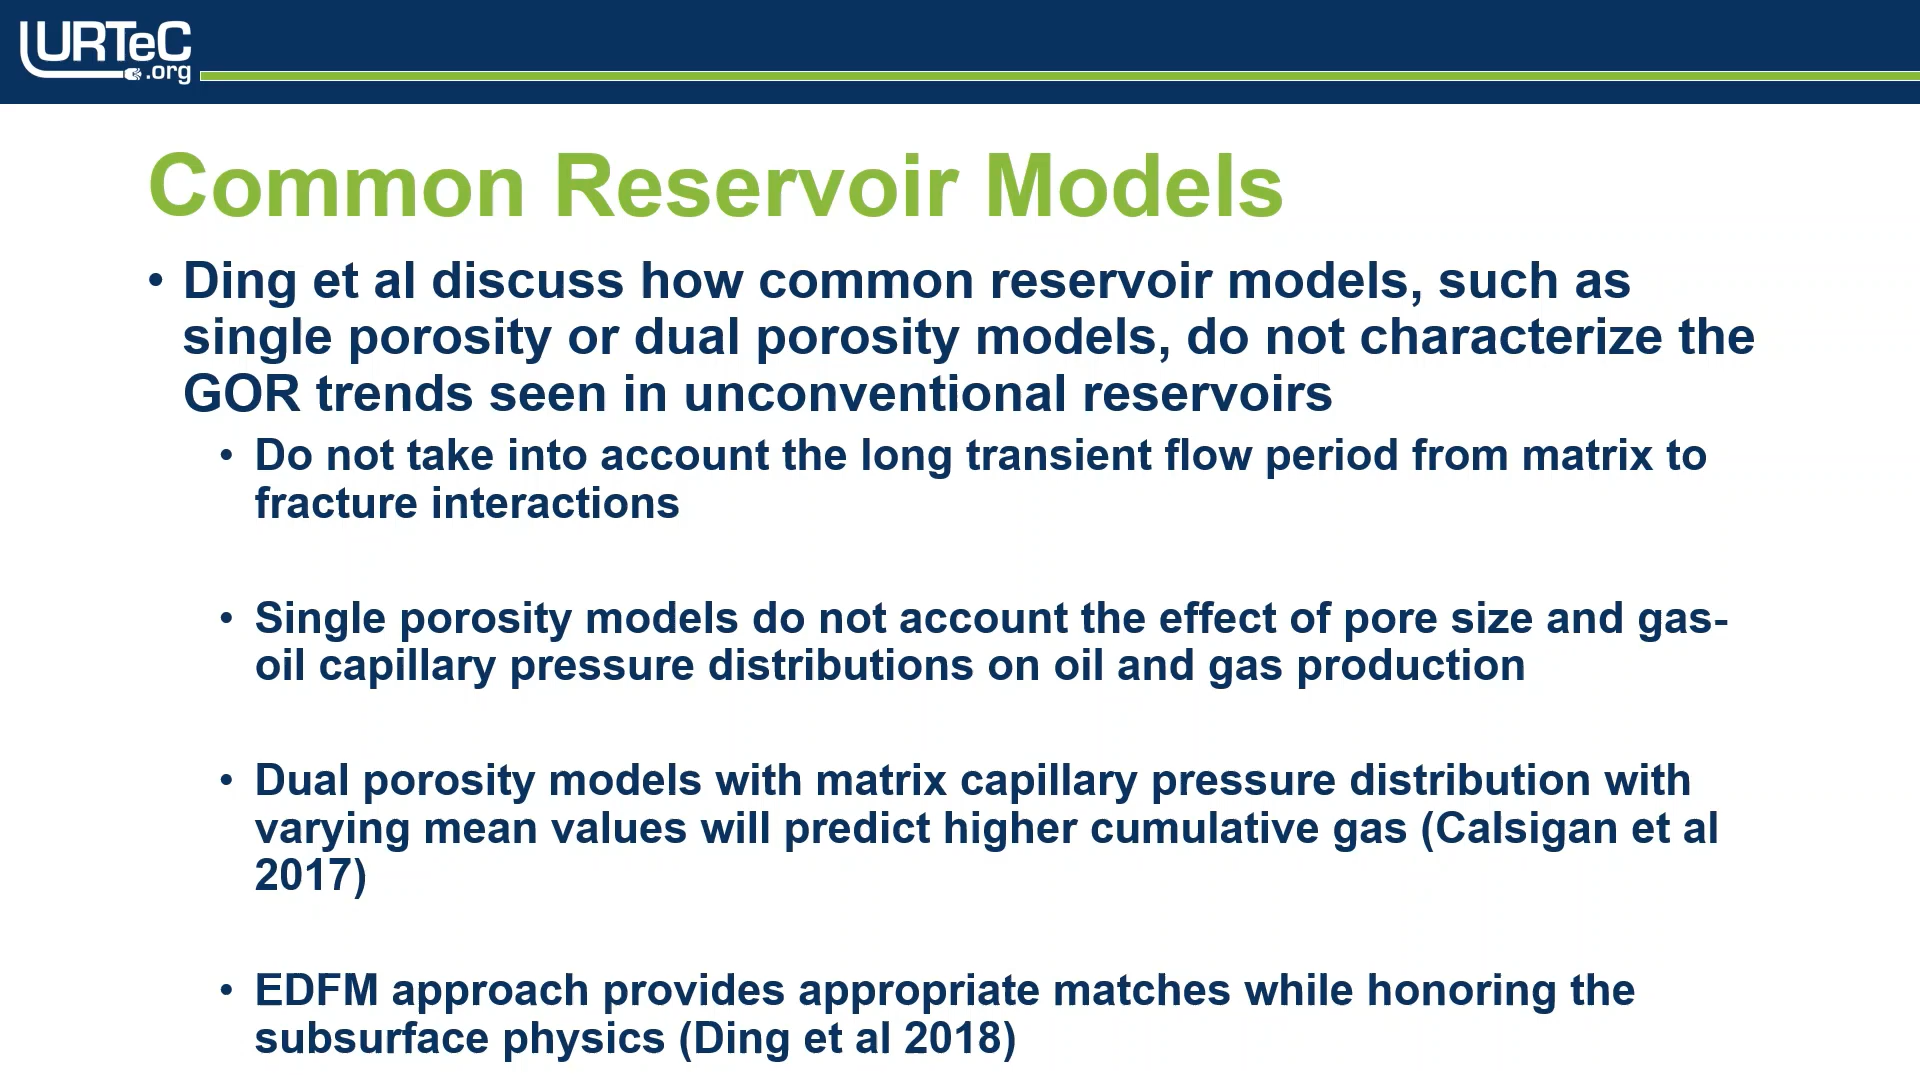 URTeC
.org
Common Reservoir Models
• Ding et al discuss how common reservoir models, such as
single porosity or dual porosity models, do not characterize the
GOR trends seen in unconventional reservoirs
• Do not take into account the long transient flow period from matrix to
fracture interactions
• Single porosity models do not account the effect of pore size and gas-
oil capillary pressure distributions on oil and gas production
• Dual porosity models with matrix capillary pressure distribution with
varying mean values will predict higher cumulative gas (Calsigan et al
2017)
• EDFM approach provides appropriate matches while honoring the
subsurface physics (Ding et al 2018)